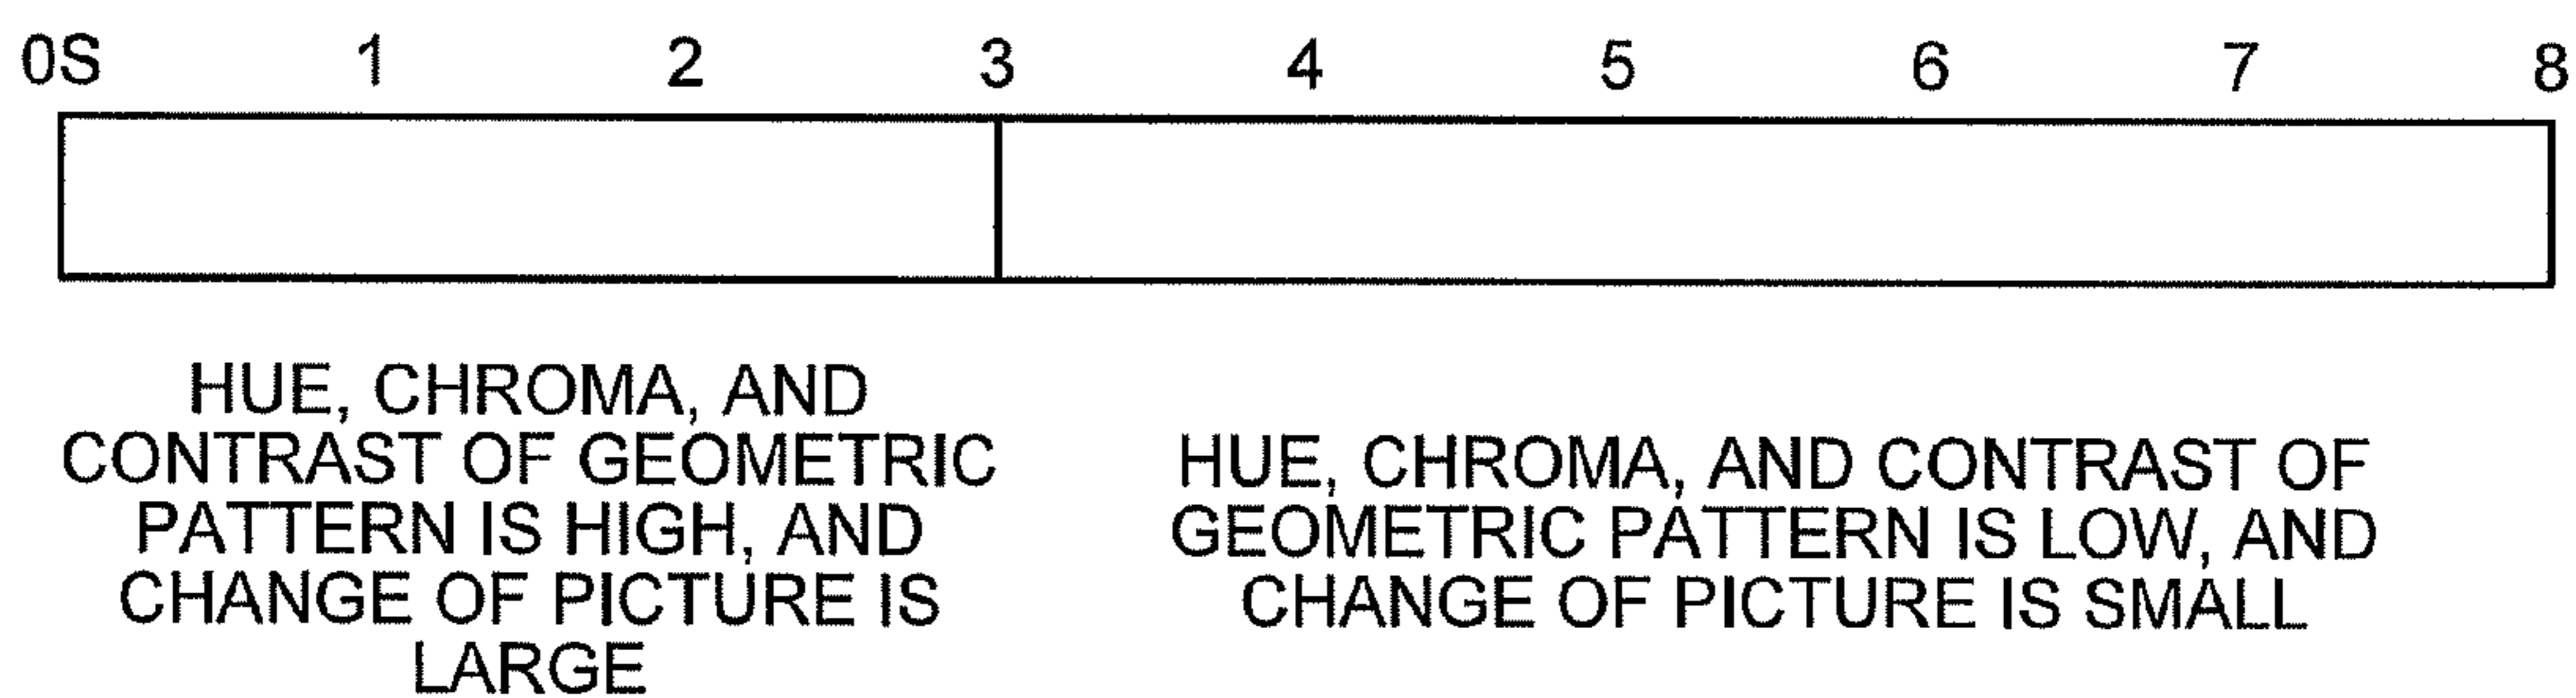 0S 1 2 3 4 5 6 7 8
HUE, CHROMA, AND
CONTRAST OF GEOMETRIC
PATTERN IS HIGH, AND
CHANGE OF PICTURE IS
LARGE
HUE, CHROMA, AND CONTRAST OF
GEOMETRIC PATTERN IS LOW, AND
CHANGE OF PICTURE IS SMALL